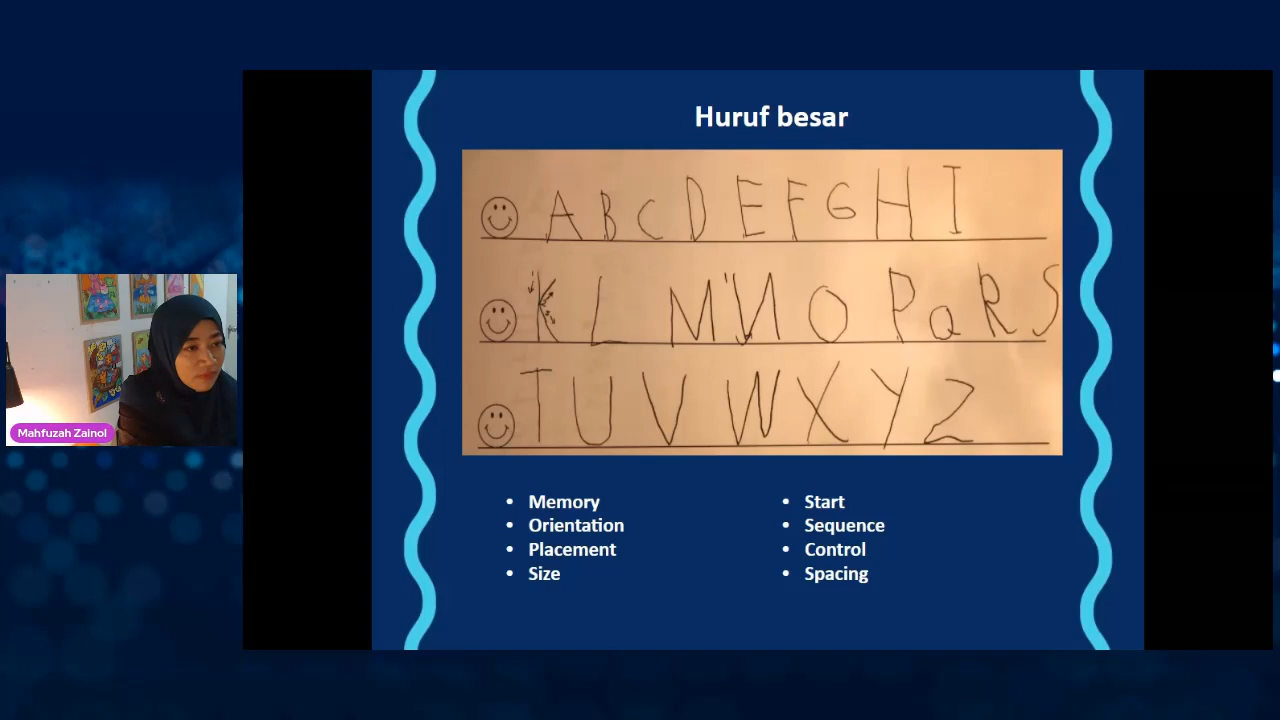 Huruf besar
A B C D E F G H I
K L M N O P Q R S
T U V W X Y Z
Mahfuzah Zainol
• Memory
• Orientation
• Placement
• Size
• Start
• Sequence
• Control
• Spacing